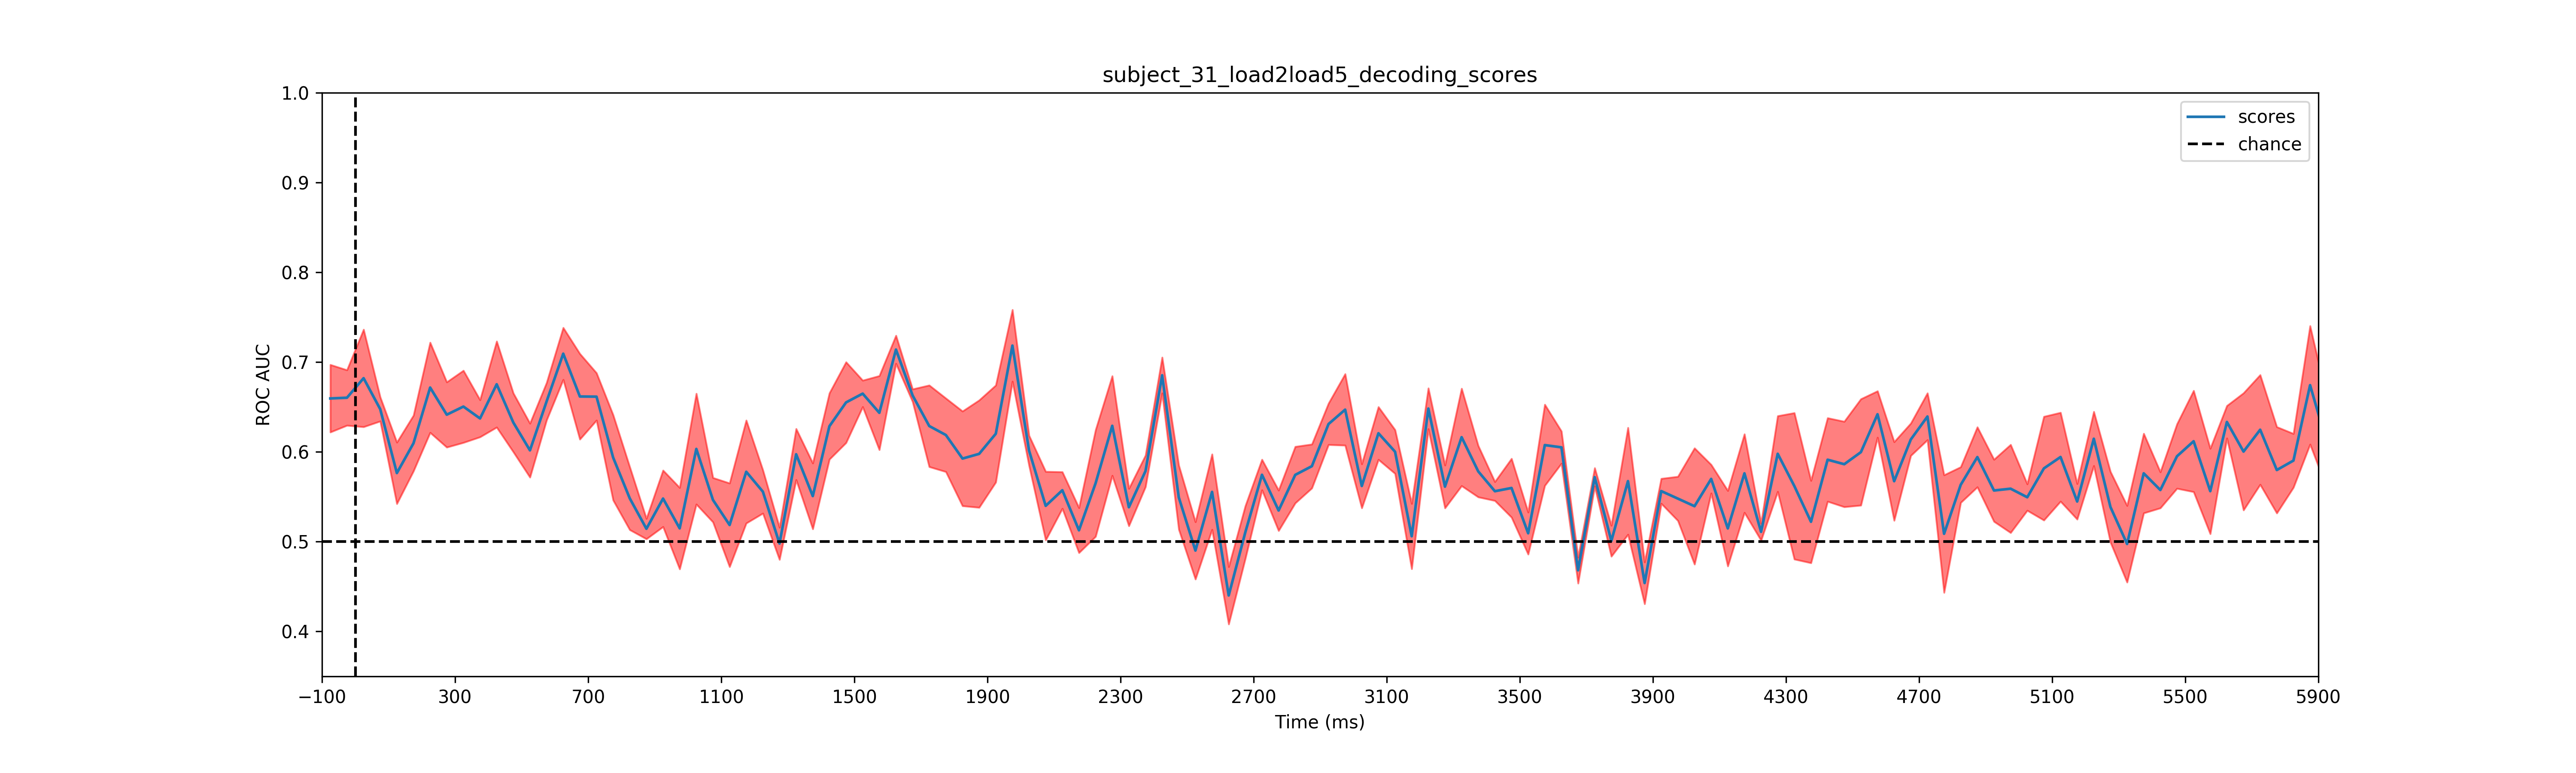 subject_31_load2load5_decoding_scores
1.0
0.9
0.8
0.7
0.6
0.5
0.4
ROC AUC
scores
chance
−100 300 700 1100 1500 1900 2300 2700 3100 3500 3900 4300 4700 5100 5500 5900
Time (ms)